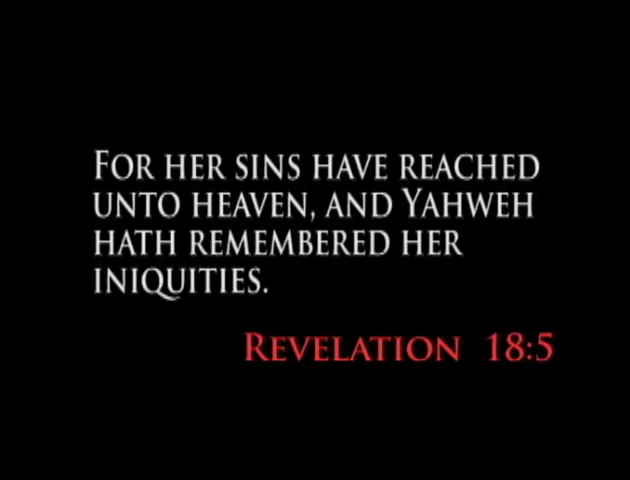 FOR HER SINS HAVE REACHED
UNTO HEAVEN, AND YAHWEH
HATH REMEMBERED HER
INIQUITIES.
REVELATION 18:5